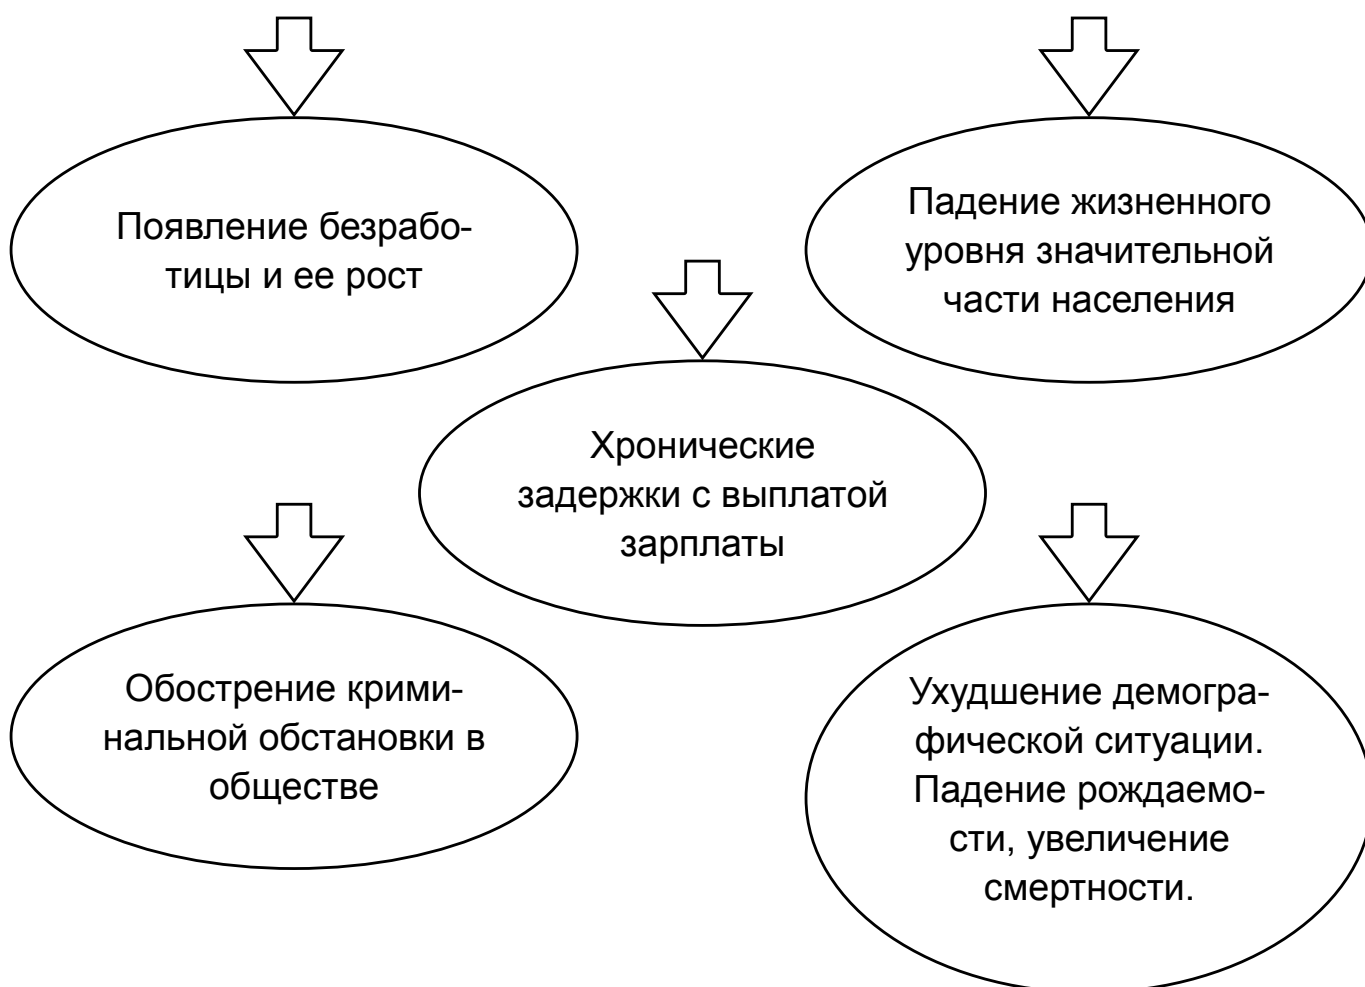 Появление безрабо-
тицы и ее рост
Падение жизненного
уровня значительной
части населения
Хронические
задержки с выплатой
зарплаты
Обострение крими-
нальной обстановки в
обществе
Ухудшение демогра-
фической ситуации.
Падение рождаемо-
сти, увеличение
смертности.